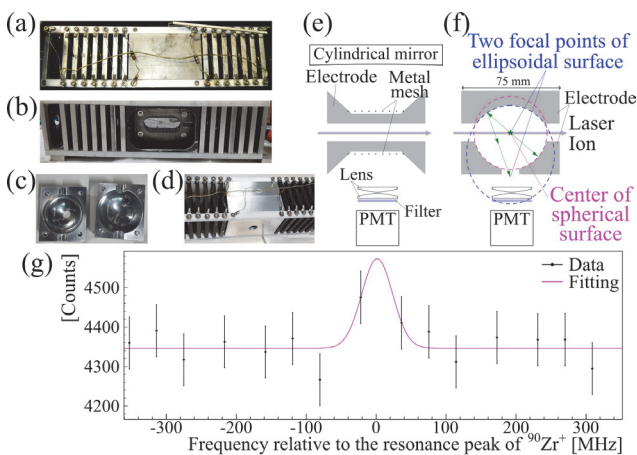 (a)
(b)
(c)
(d)
(e)
Cylindrical mirror
Electrode
Metal
mesh
Lens
Filter
PMT
(f)
Two focal points of
ellipsoidal surface
75 mm
Electrode
Laser
Ion
Center of
spherical
surface
PMT
(g)
[Counts]
4500
4400
4300
4200
Data
Fitting
-300 -200 -100 0 100 200 300
Frequency relative to the resonance peak of ⁹⁰Zr⁺ [MHz]